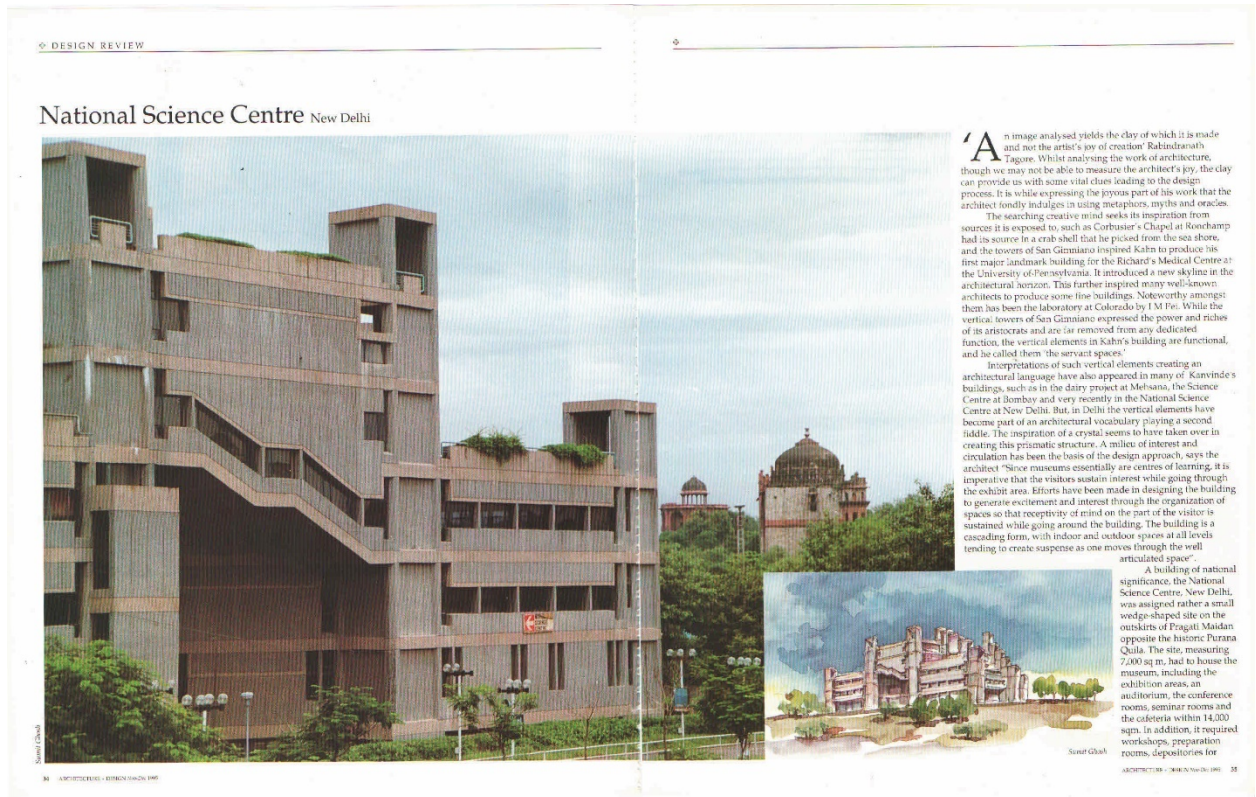 DESIGN REVIEW
National Science Centre New Delhi
'An image analysed yields the clay of which it is made
and not the artist's joy of creation' Rabindranath
Tagore. Whilst analysing the work of architecture,
though we may not be able to measure the architect's joy, the clay
can provide us with some vital clues leading to the design
process. It is while expressing the joyous part of his work that the
architect fondly indulges in using metaphors, myths and oracles.
The searching creative mind seeks its inspiration from
sources it is exposed to, such as Corbusier's Chapel at Ronchamp
had its source in a crab shell that he picked from the sea shore,
and the towers of San Gimniano inspired Kahn to produce his
first major landmark building for the Richard's Medical Centre at
the University of Pennsylvania. It introduced a new skyline in the
architectural horizon. This further inspired many well-known
architects to produce some fine buildings. Noteworthy amongst
them has been the laboratory at Colorado by I M Pei. While the
vertical towers of San Gimniano expressed the power and riches
of its aristocrats and are far removed from any dedicated
function, the vertical elements in Kahn's building are functional,
and he called them 'the servant spaces.'
Interpretations of such vertical elements creating an
architectural language have also appeared in many of Kanvinde's
buildings, such as in the dairy project at Mehsana, the Science
Centre at Bombay and very recently in the National Science
Centre at New Delhi. But, in Delhi the vertical elements have
become part of an architectural vocabulary playing a second
fiddle. The inspiration of a crystal seems to have taken over in
creating this prismatic structure. A milieu of interest and
circulation has been the basis of the design approach, says the
architect "Since museums essentially are centres of learning, it is
imperative that the visitors sustain interest while going through
the exhibit area. Efforts have been made in designing the building
to generate excitement and interest through the organization of
spaces so that receptivity of mind on the part of the visitor is
sustained while going around the building. The building is a
cascading form, with indoor and outdoor spaces at all levels
tending to create suspense as one moves through the well
articulated space".
A building of national
significance, the National
Science Centre, New Delhi,
was assigned rather a small
wedge-shaped site on the
outskirts of Pragati Maidan
opposite the historic Purana
Quila. The site, measuring
7,000 sq m, had to house the
museum, including the
exhibition areas, an
auditorium, the conference
rooms, seminar rooms and
the cafeteria within 14,000
sqm. In addition, it required
workshops, preparation
rooms, depositories for
Sumit Ghosh
Sumit Ghosh
ARCHITECTURE + DESIGN Nov-Dec 1995
ARCHITECTURE + DESIGN Nov-Dec 1995 35